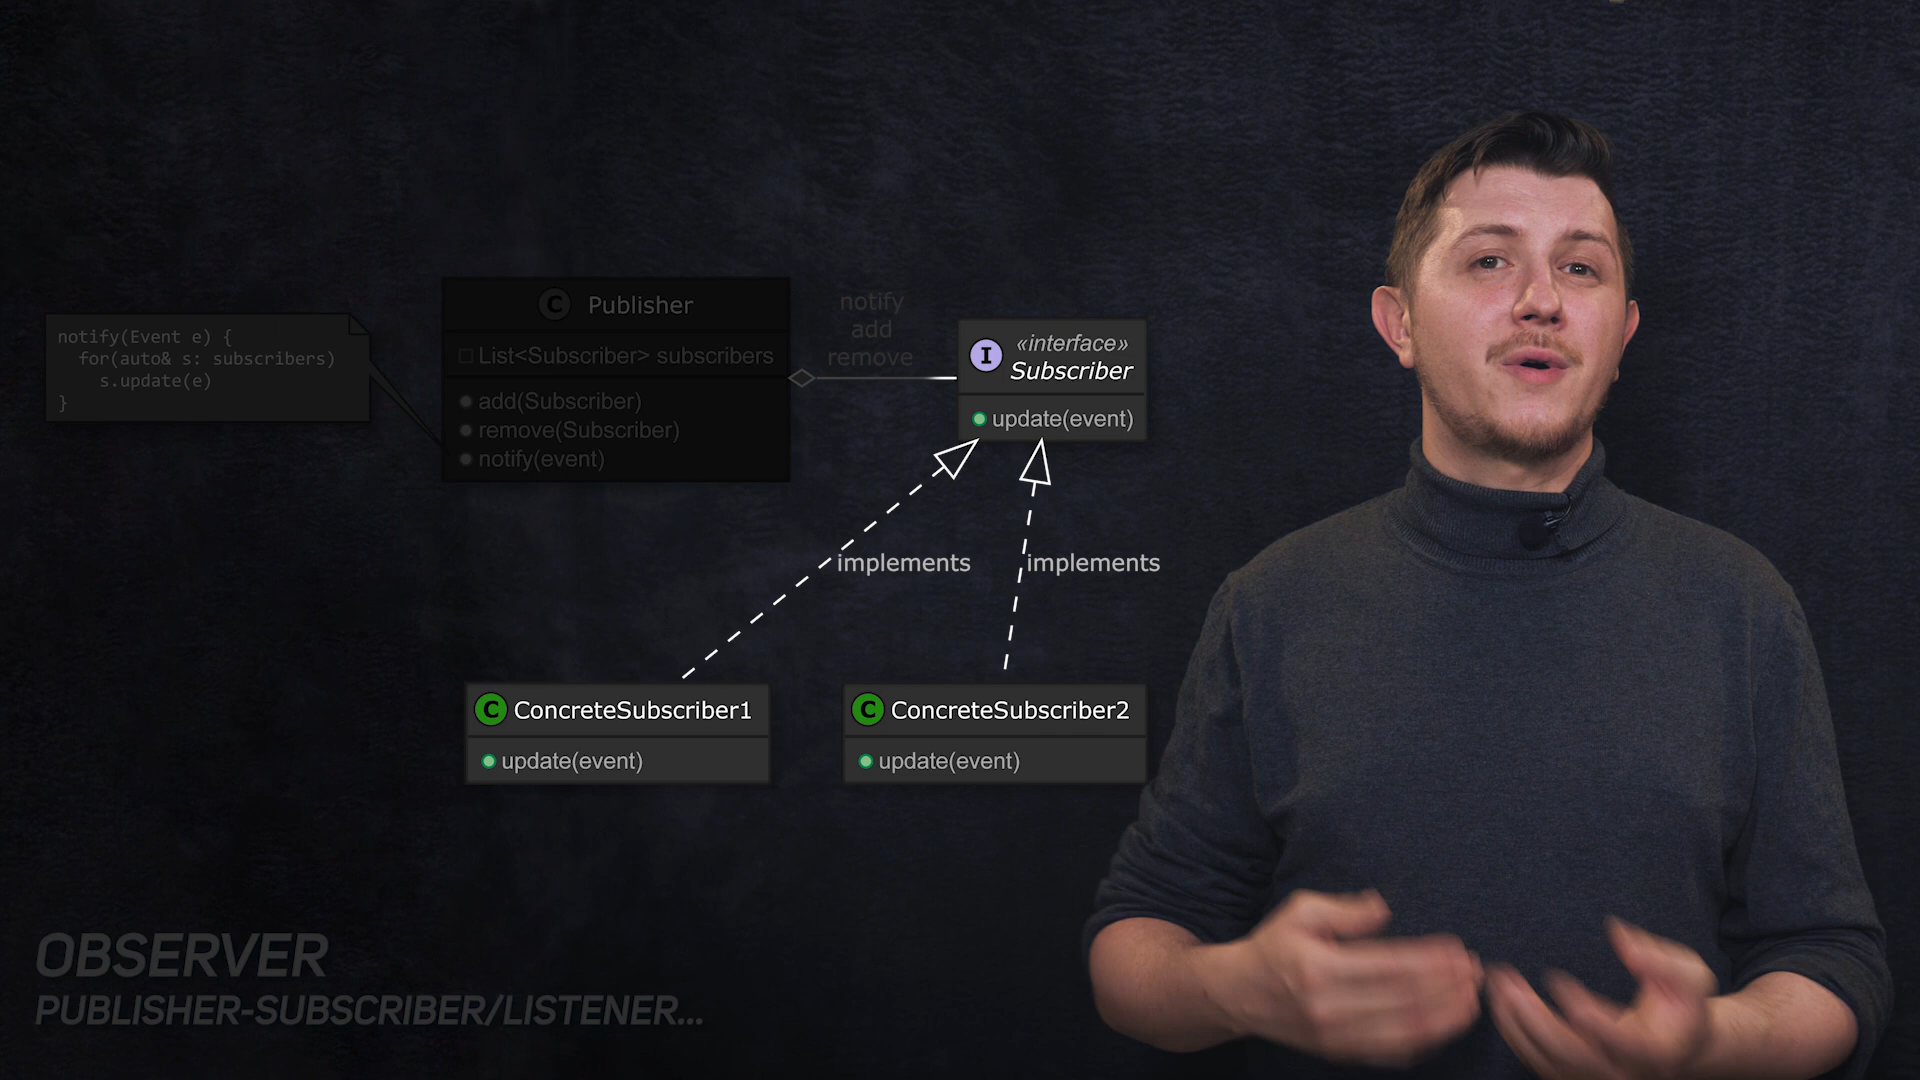 notify(Event e) {
for(auto& s: subscribers)
s.update(e)
}
C Publisher
List<Subscriber> subscribers
add(Subscriber)
remove(Subscriber)
notify(event)
notify
add
remove
I «interface»
Subscriber
update(event)
implements
implements
C ConcreteSubscriber1
update(event)
C ConcreteSubscriber2
update(event)
OBSERVER
PUBLISHER-SUBSCRIBER/LISTENER...